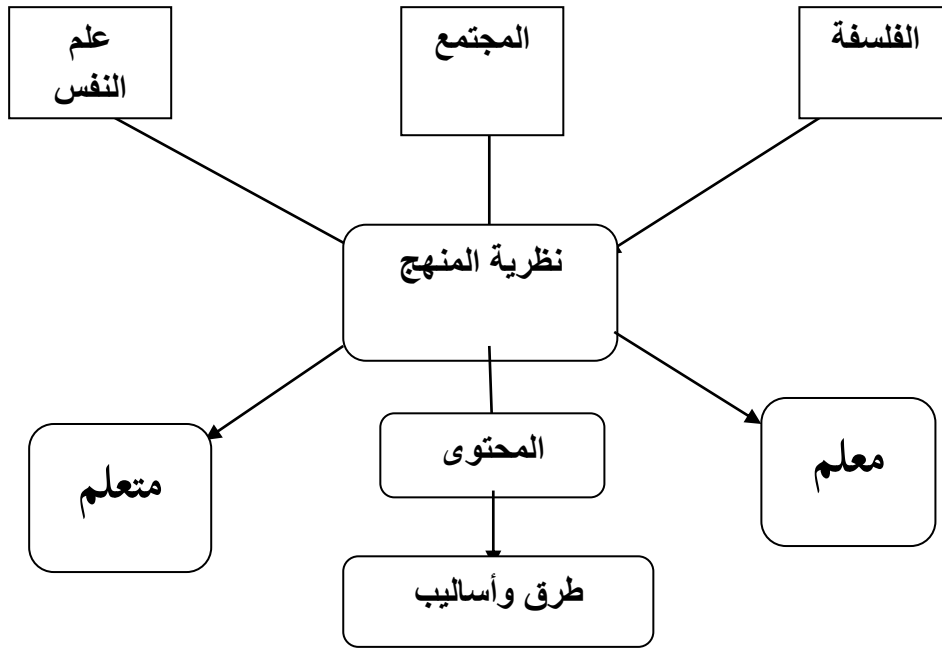 الفلسفة
المجتمع
علم
النفس
نظرية المنهج
معلم
المحتوى
متعلم
طرق وأساليب